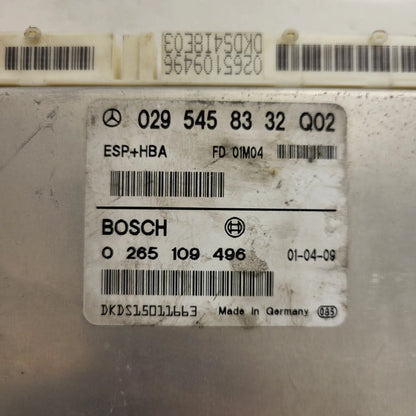 0265109496
DKDS4I8E03
029 545 83 32 Q02
ESP+HBA FD 01M04
BOSCH
0 265 109 496 01-04-09
DKDS15011663 Made in Germany 085